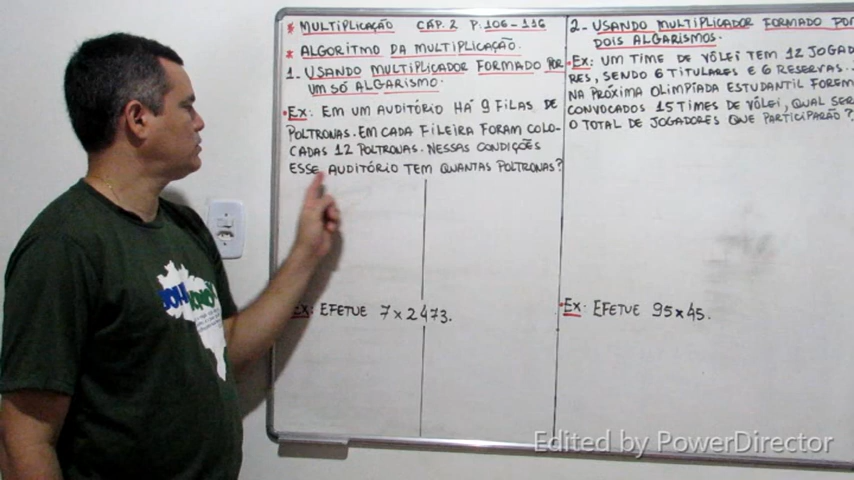 * MULTIPLICAÇÃO CAP. 2 P. 106-116
* ALGORITMO DA MULTIPLICAÇÃO.
1. USANDO MULTIPLICADOR FORMADO POR
UM SÓ ALGARISMO.
• Ex: EM UM AUDITÓRIO HÁ 9 FILAS DE
POLTRONAS. EM CADA FILEIRA FORAM COLO-
CADAS 12 POLTRONAS. NESSAS CONDIÇÕES
ESSE AUDITÓRIO TEM QUANTAS POLTRONAS?
Ex: EFETUE 7 x 2473.
2- USANDO MULTIPLICADOR FORMADO POR
DOIS ALGARISMOS.
• Ex: UM TIME DE VÔLEI TEM 12 JOGAD
RES, SENDO 6 TITULARES E 6 RESERVAS.
NA PRÓXIMA OLIMPÍADA ESTUDANTIL FOREM
CONVOCADOS 15 TIMES DE VÔLEI, QUAL SER
O TOTAL DE JOGADORES QUE PARTICIPARÃO?
• Ex: EFETUE 95 x 45.
Edited by PowerDirector